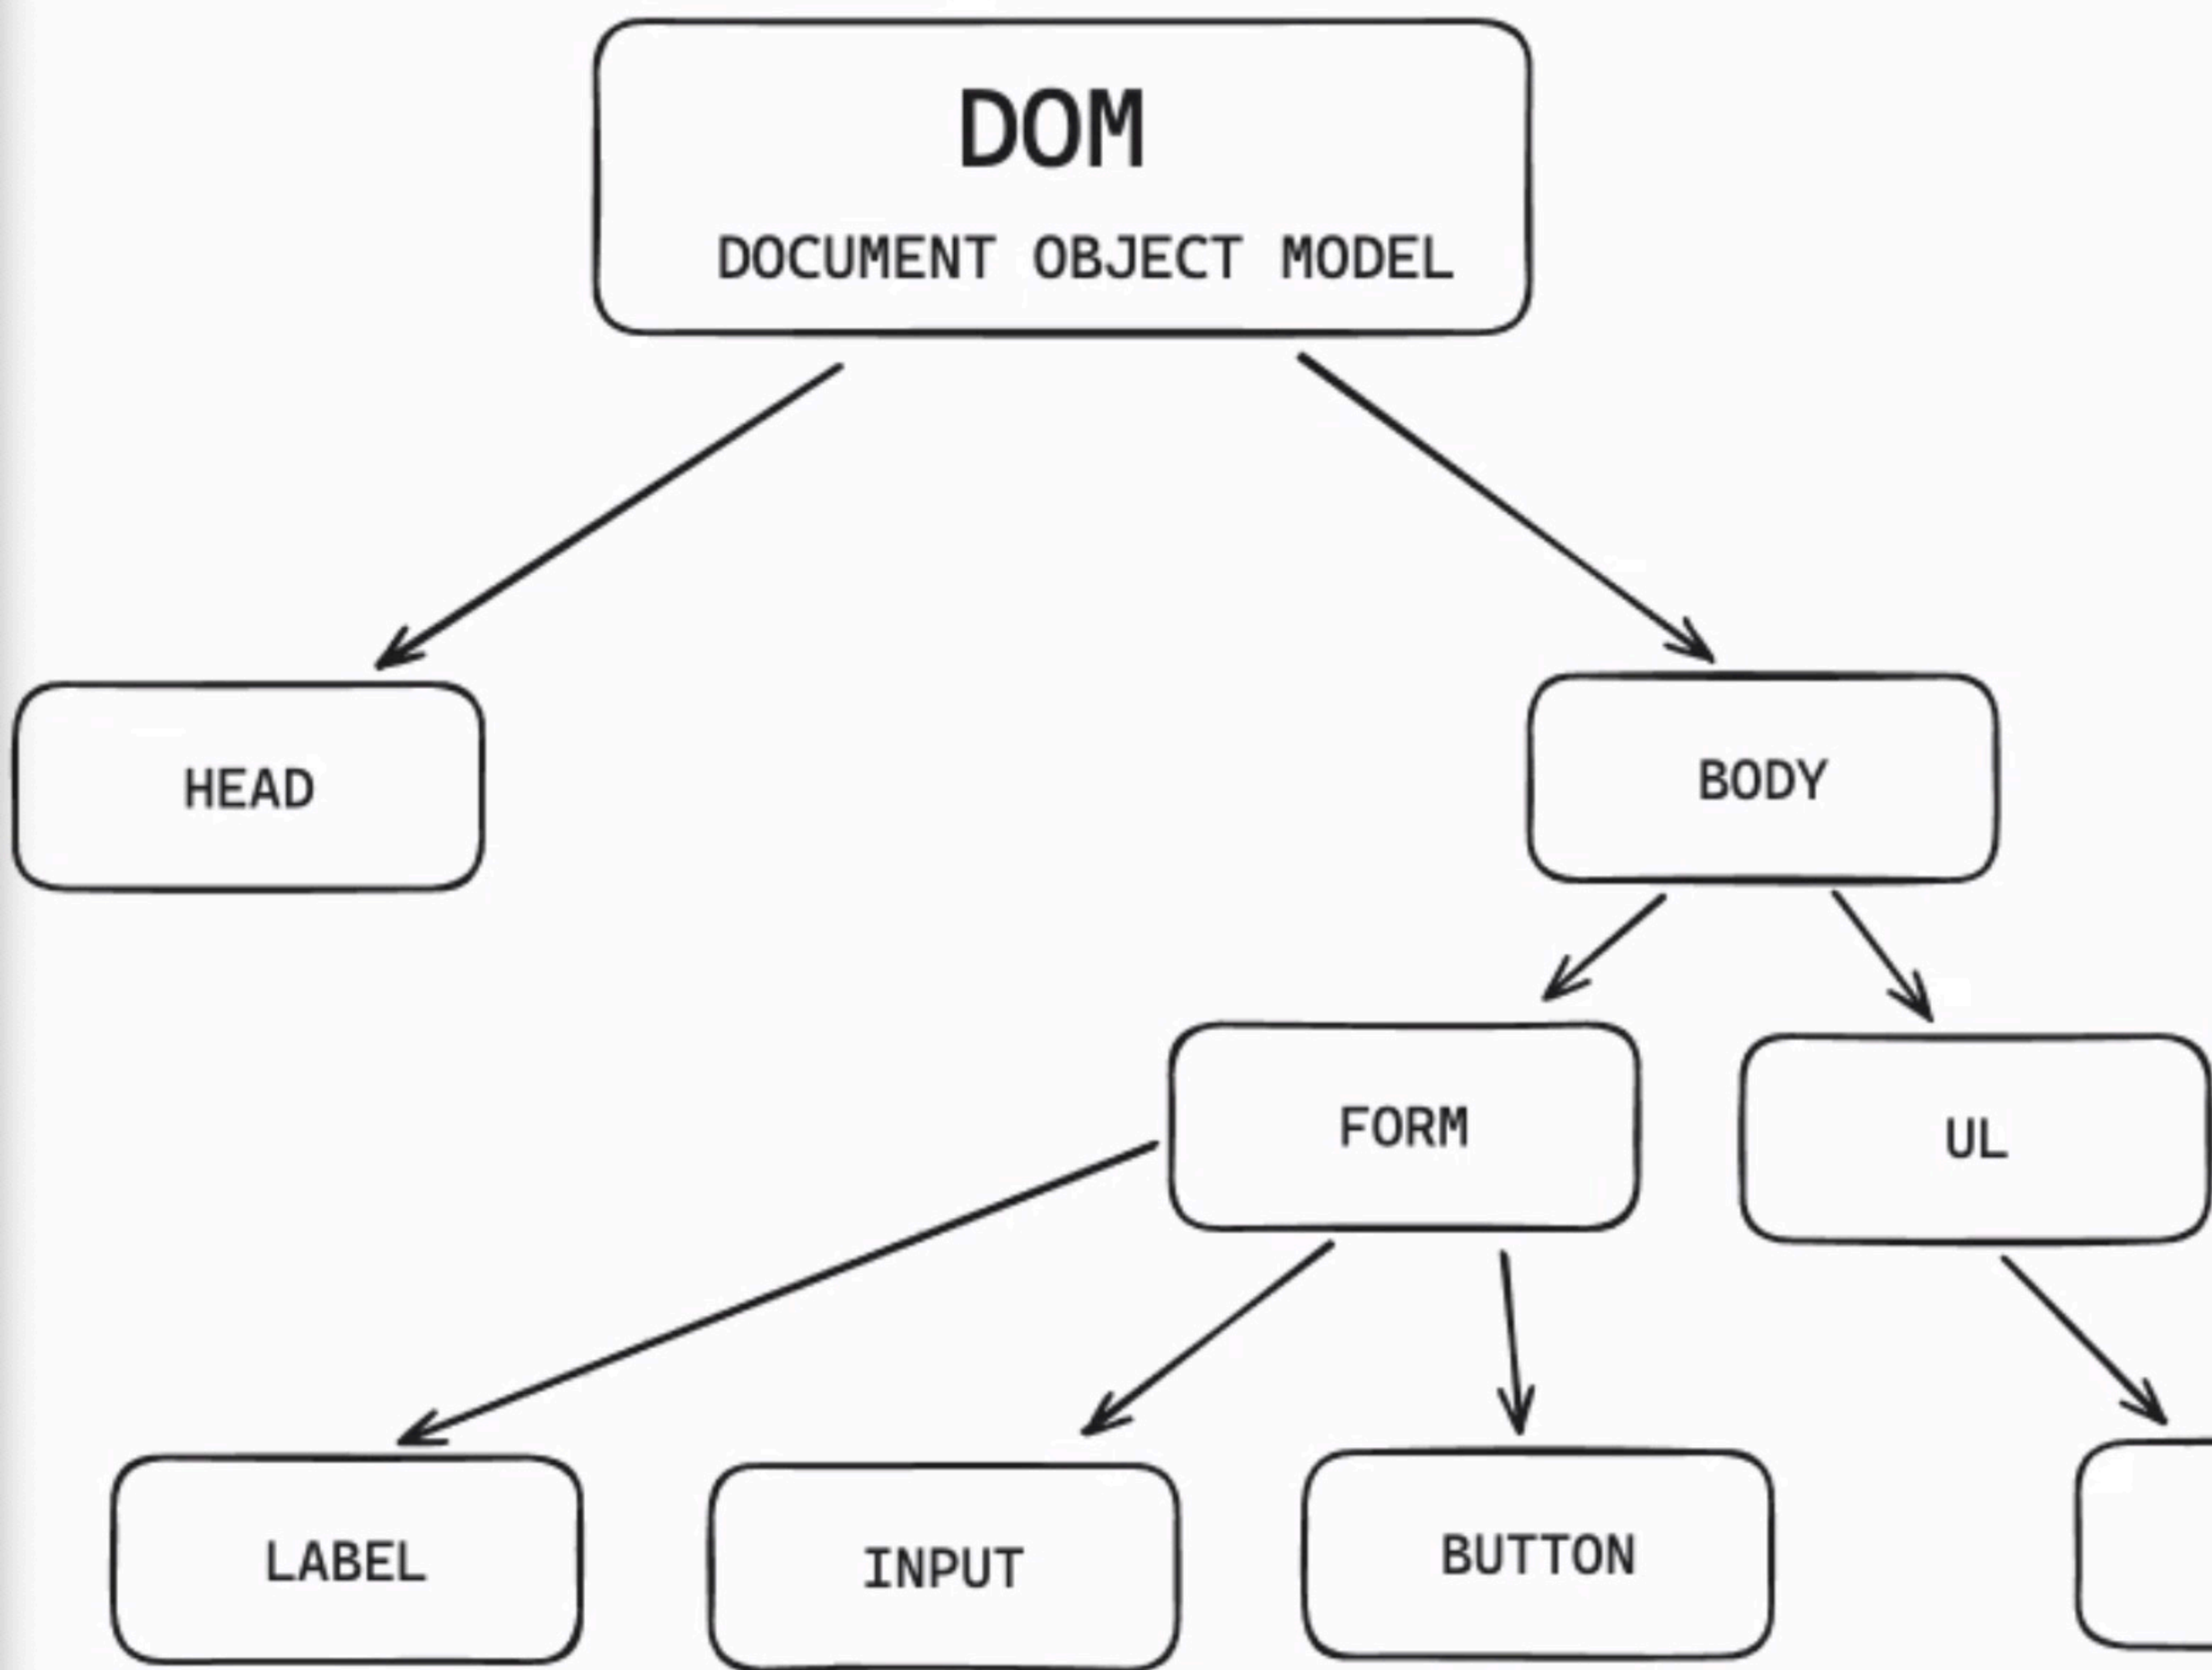 DOM
DOCUMENT OBJECT MODEL
HEAD
BODY
FORM
UL
LABEL
INPUT
BUTTON